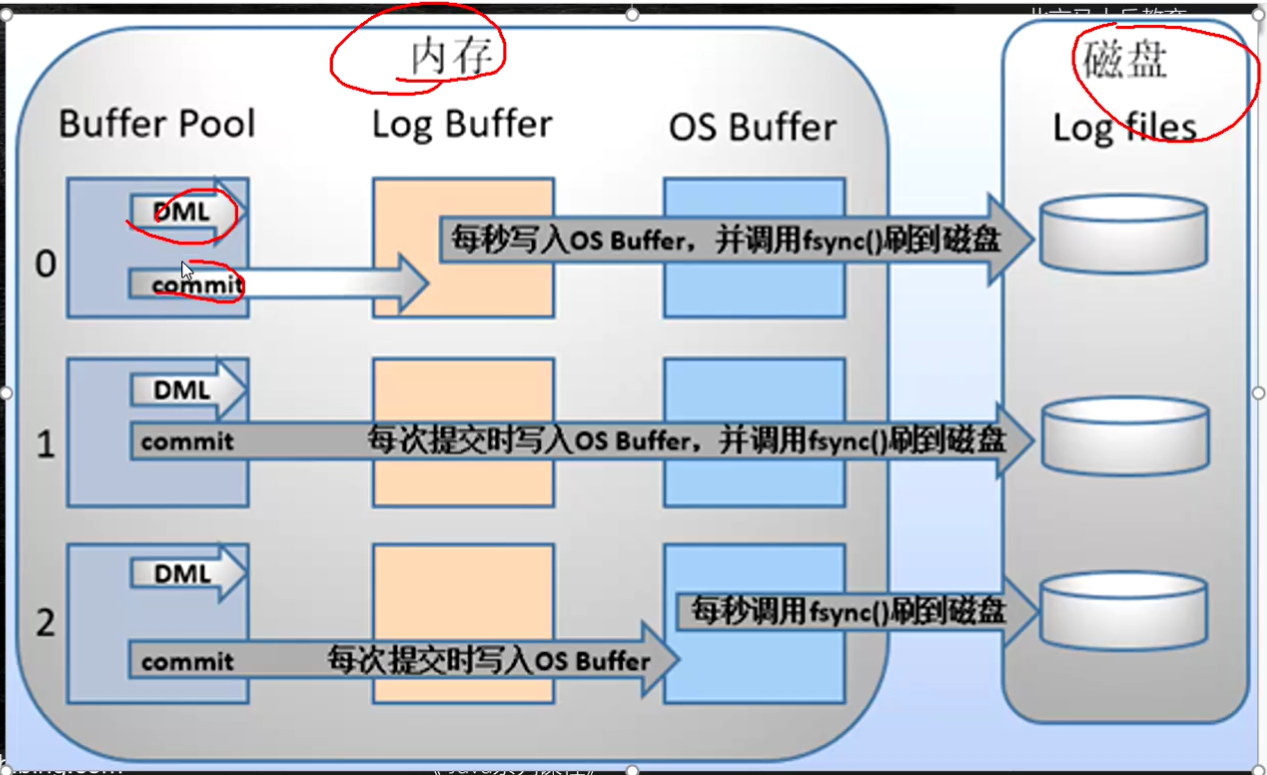 内存
磁盘
Buffer Pool
Log Buffer
OS Buffer
Log files
0
DML
每秒写入OS Buffer，并调用fsync()刷到磁盘
commit
1
DML
commit
每次提交时写入OS Buffer，并调用fsync()刷到磁盘
2
DML
每秒调用fsync()刷到磁盘
commit
每次提交时写入OS Buffer